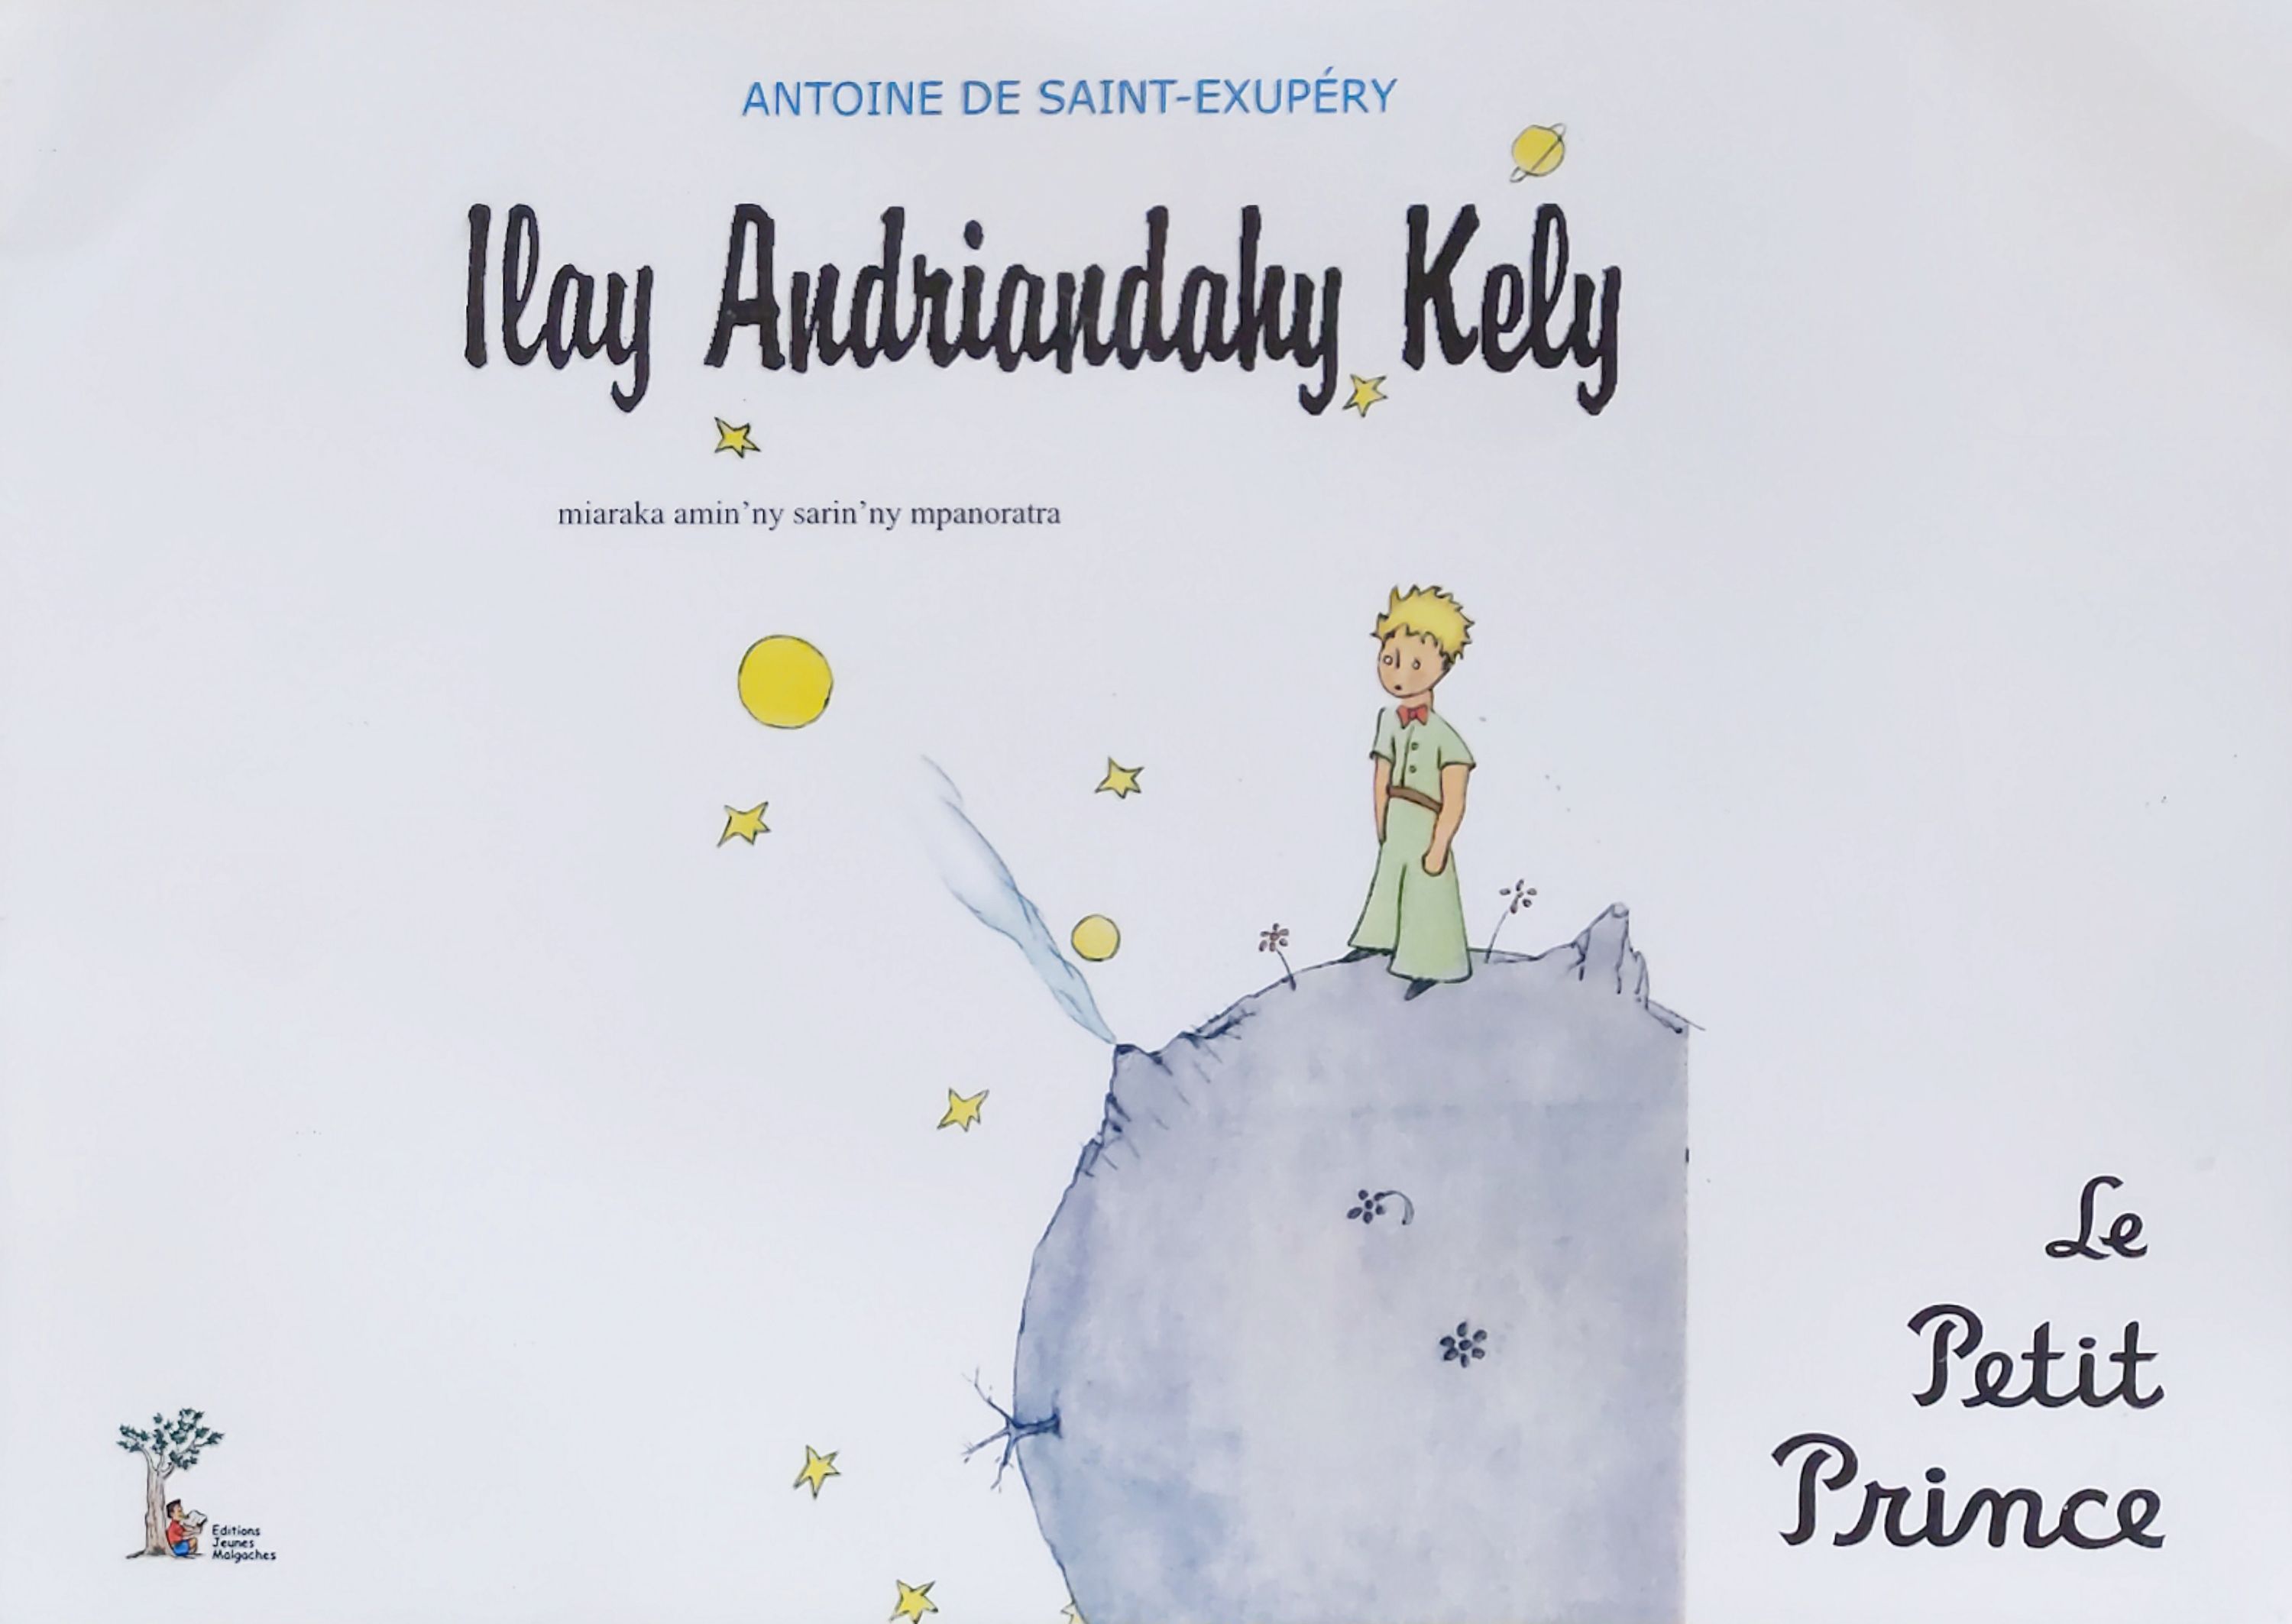 ANTOINE DE SAINT-EXUPÉRY
Ilay Andriandahy Kely
miaraka amin'ny sarin'ny mpanoratra
Le
Petit
Prince
Editions
Jeunes
Malgaches